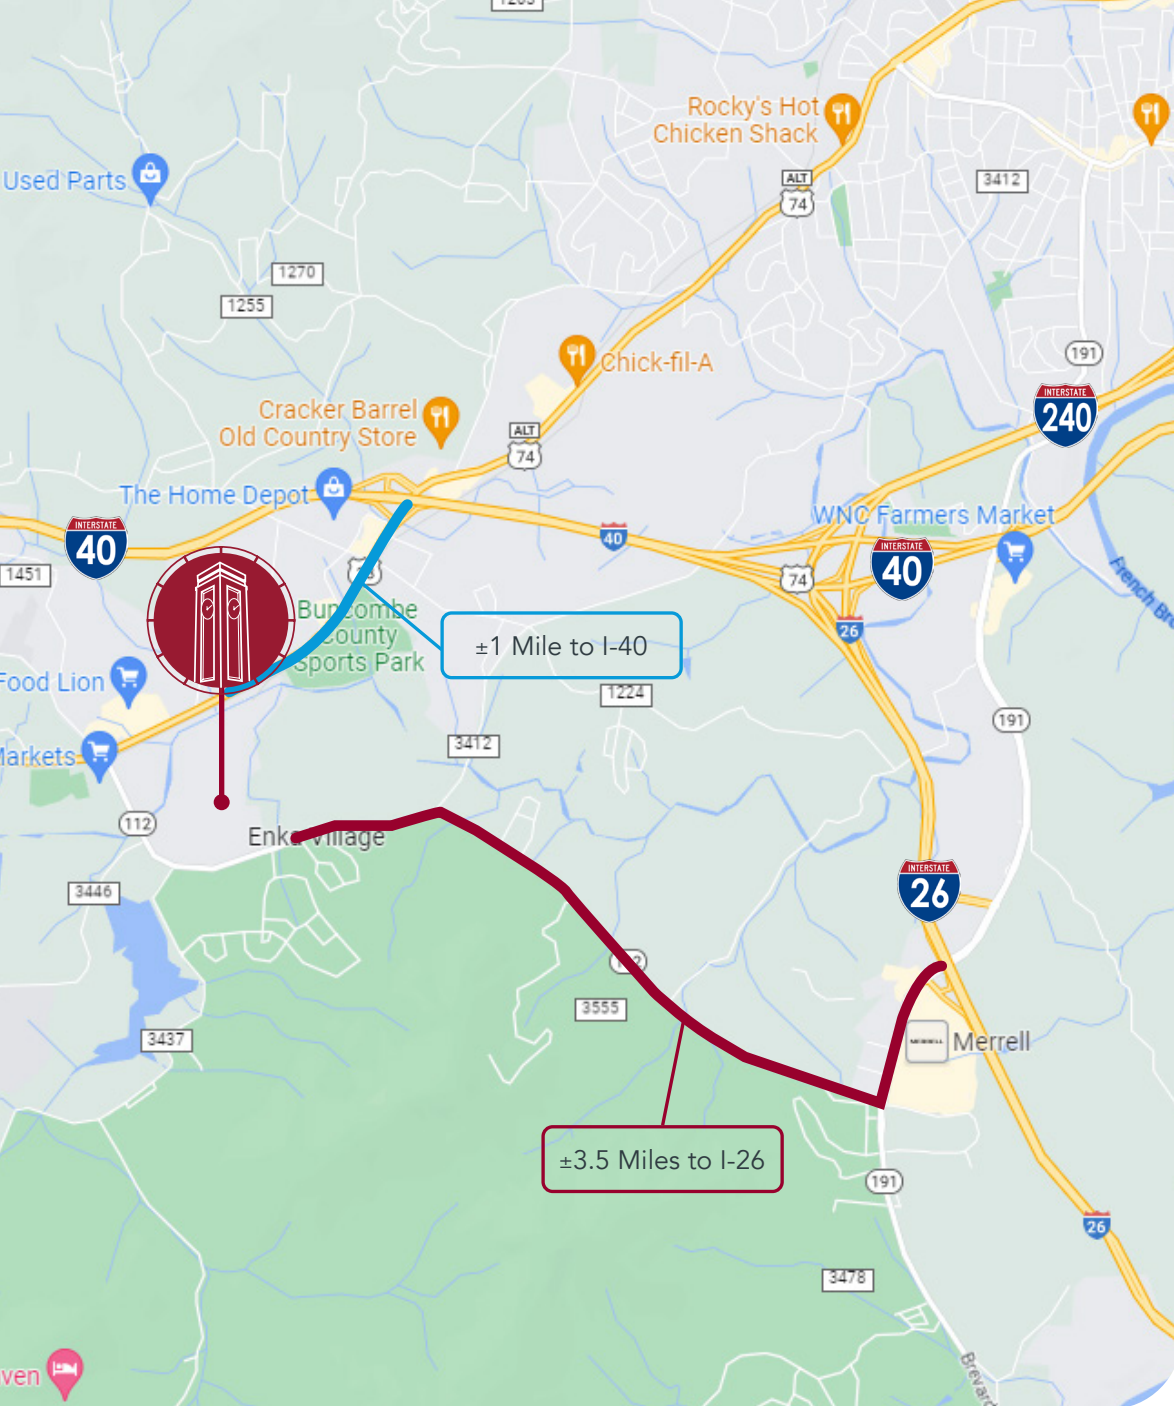 Rocky's Hot
Chicken Shack
ALT
74
3412
Used Parts
1270
1255
191
Chick-fil-A
INTERSTATE
240
Cracker Barrel
Old Country Store
ALT
74
The Home Depot
WNC Farmers Market
INTERSTATE
40
40
INTERSTATE
40
1451
74
French
Buncombe
County
Sports Park
26
±1 Mile to I-40
Food Lion
1224
191
3412
Markets
112
Enka Village
INTERSTATE
26
3446
3555
3437
MERRELL
Merrell
±3.5 Miles to I-26
191
26
3478
ven
Brevard